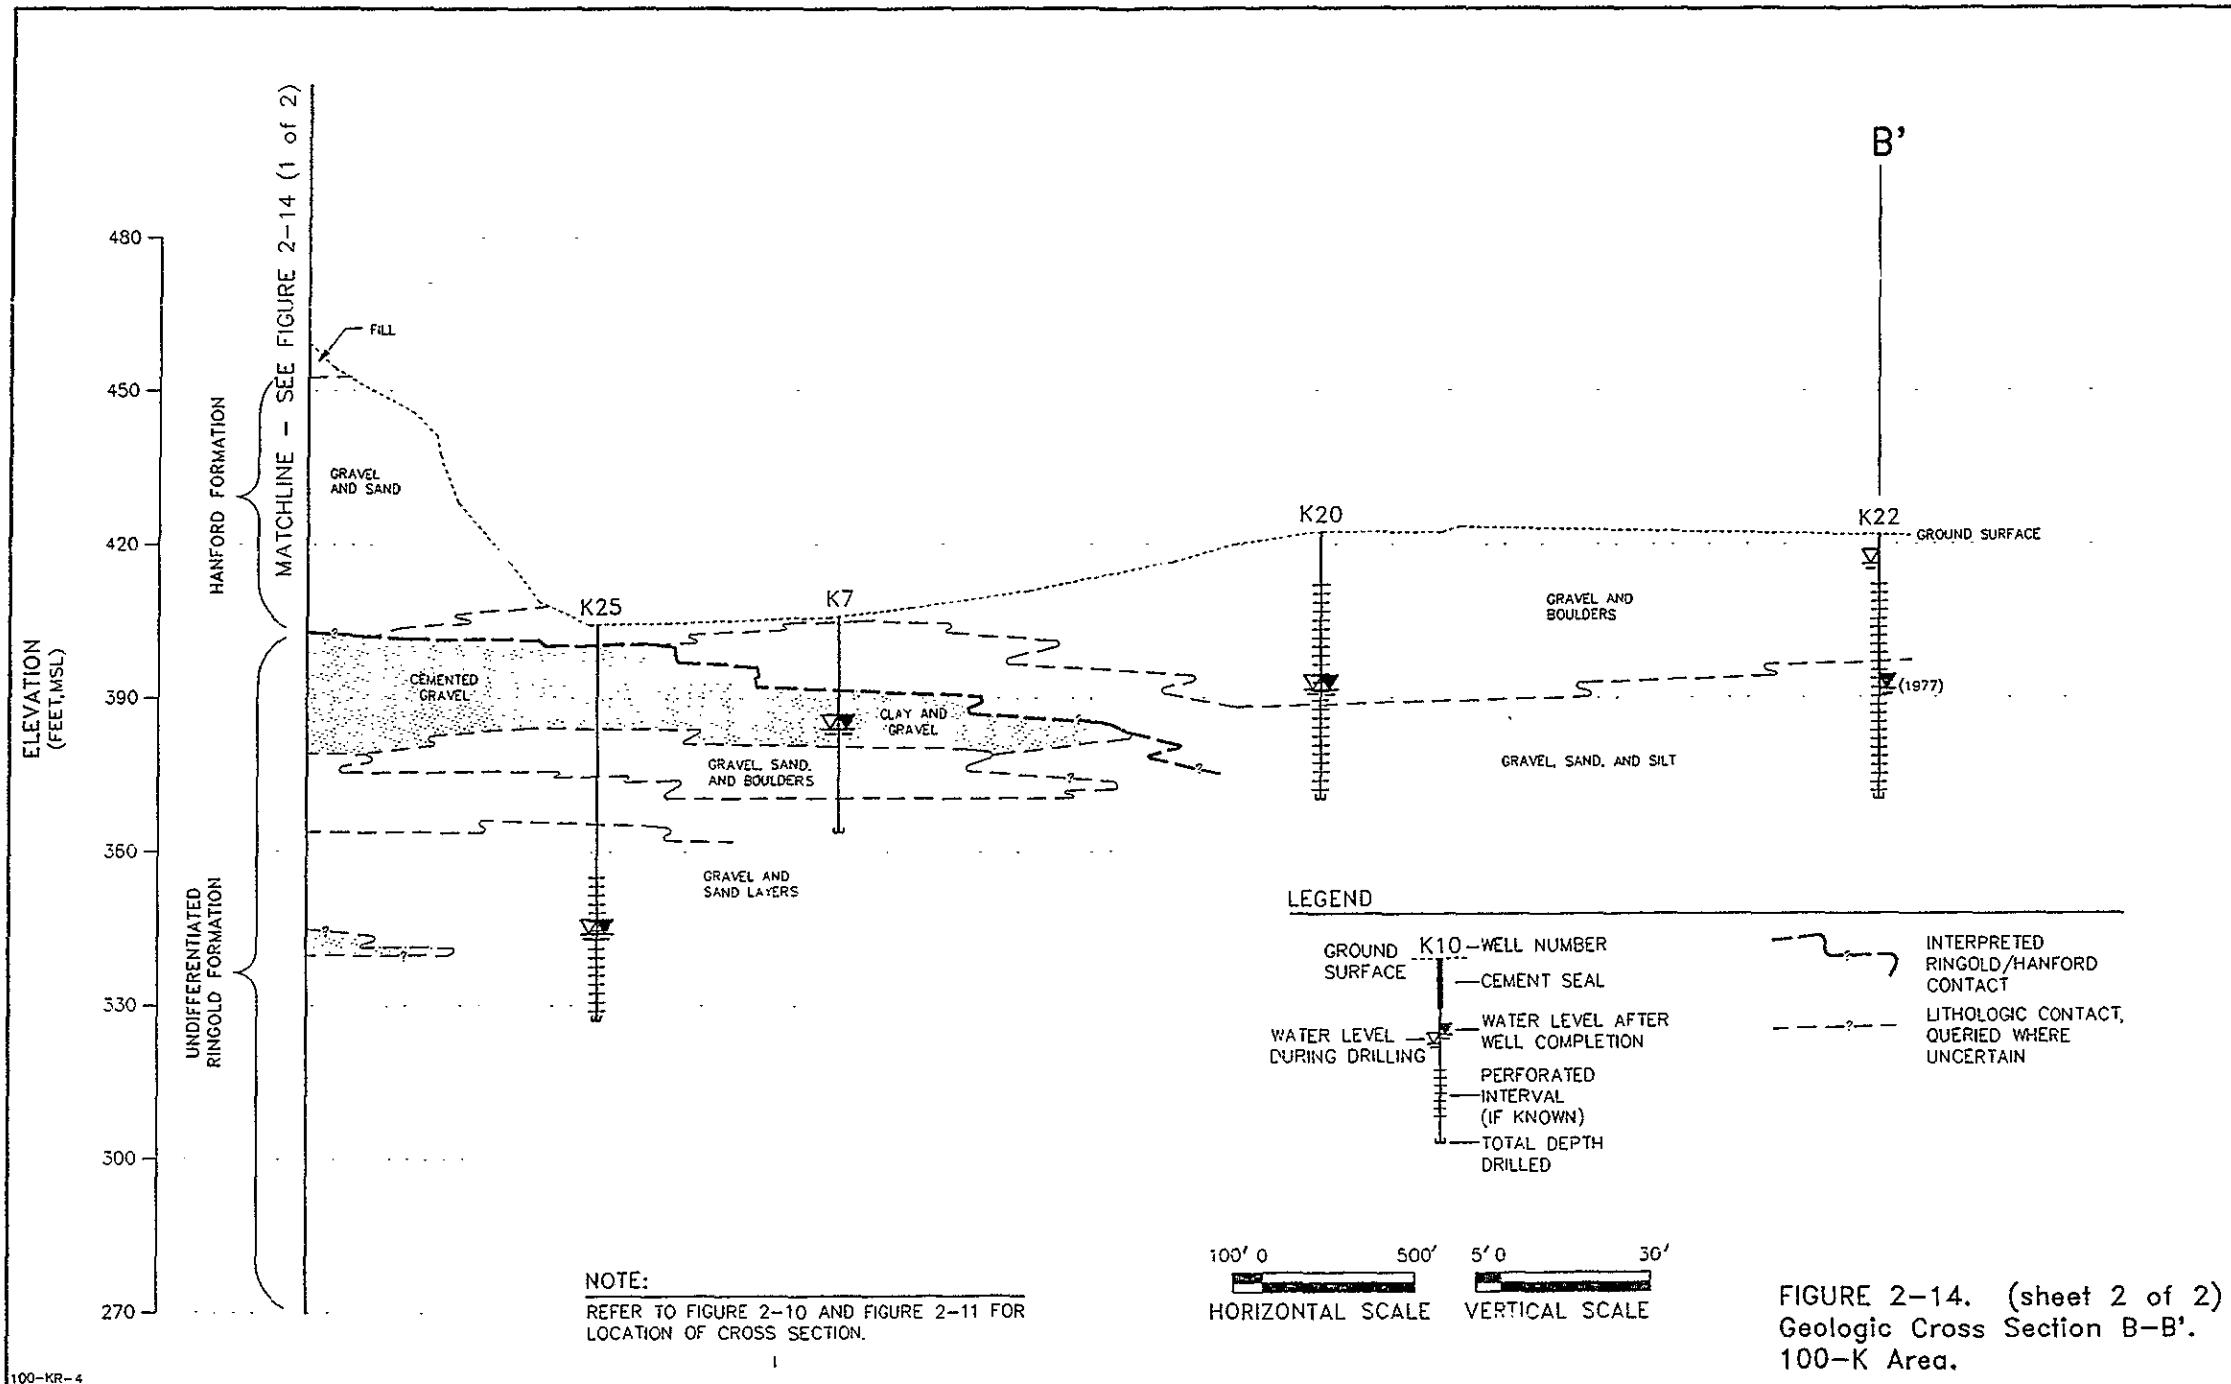 MATCHLINE - SEE FIGURE 2-14 (1 of 2)
B'
480
450
420
390
360
330
300
270
ELEVATION
(FEET,MSL)
HANFORD FORMATION
UNDIFFERENTIATED
RINGOLD FORMATION
FILL
GRAVEL
AND SAND
K25
K7
K20
K22
GROUND SURFACE
GRAVEL AND
BOULDERS
?
CEMENTED
GRAVEL
CLAY AND
GRAVEL
?
(1977)
GRAVEL, SAND,
AND BOULDERS
?
?
GRAVEL, SAND, AND SILT
GRAVEL AND
SAND LAYERS
?
?
LEGEND
GROUND
SURFACE
K10
WELL NUMBER
CEMENT SEAL
WATER LEVEL AFTER
WELL COMPLETION
WATER LEVEL
DURING DRILLING
PERFORATED
INTERVAL
(IF KNOWN)
TOTAL DEPTH
DRILLED
?
INTERPRETED
RINGOLD/HANFORD
CONTACT
?
LITHOLOGIC CONTACT,
QUERIED WHERE
UNCERTAIN
100' 0 500'
HORIZONTAL SCALE
5' 0 30'
VERTICAL SCALE
NOTE:
REFER TO FIGURE 2-10 AND FIGURE 2-11 FOR
LOCATION OF CROSS SECTION.
FIGURE 2-14. (sheet 2 of 2)
Geologic Cross Section B-B'.
100-K Area.
100-KR-4